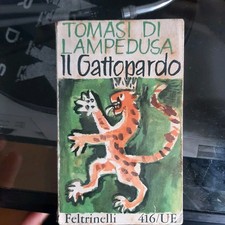 TOMASI DI
LAMPEDUSA
Il Gattopardo
Feltrinelli 416/UE